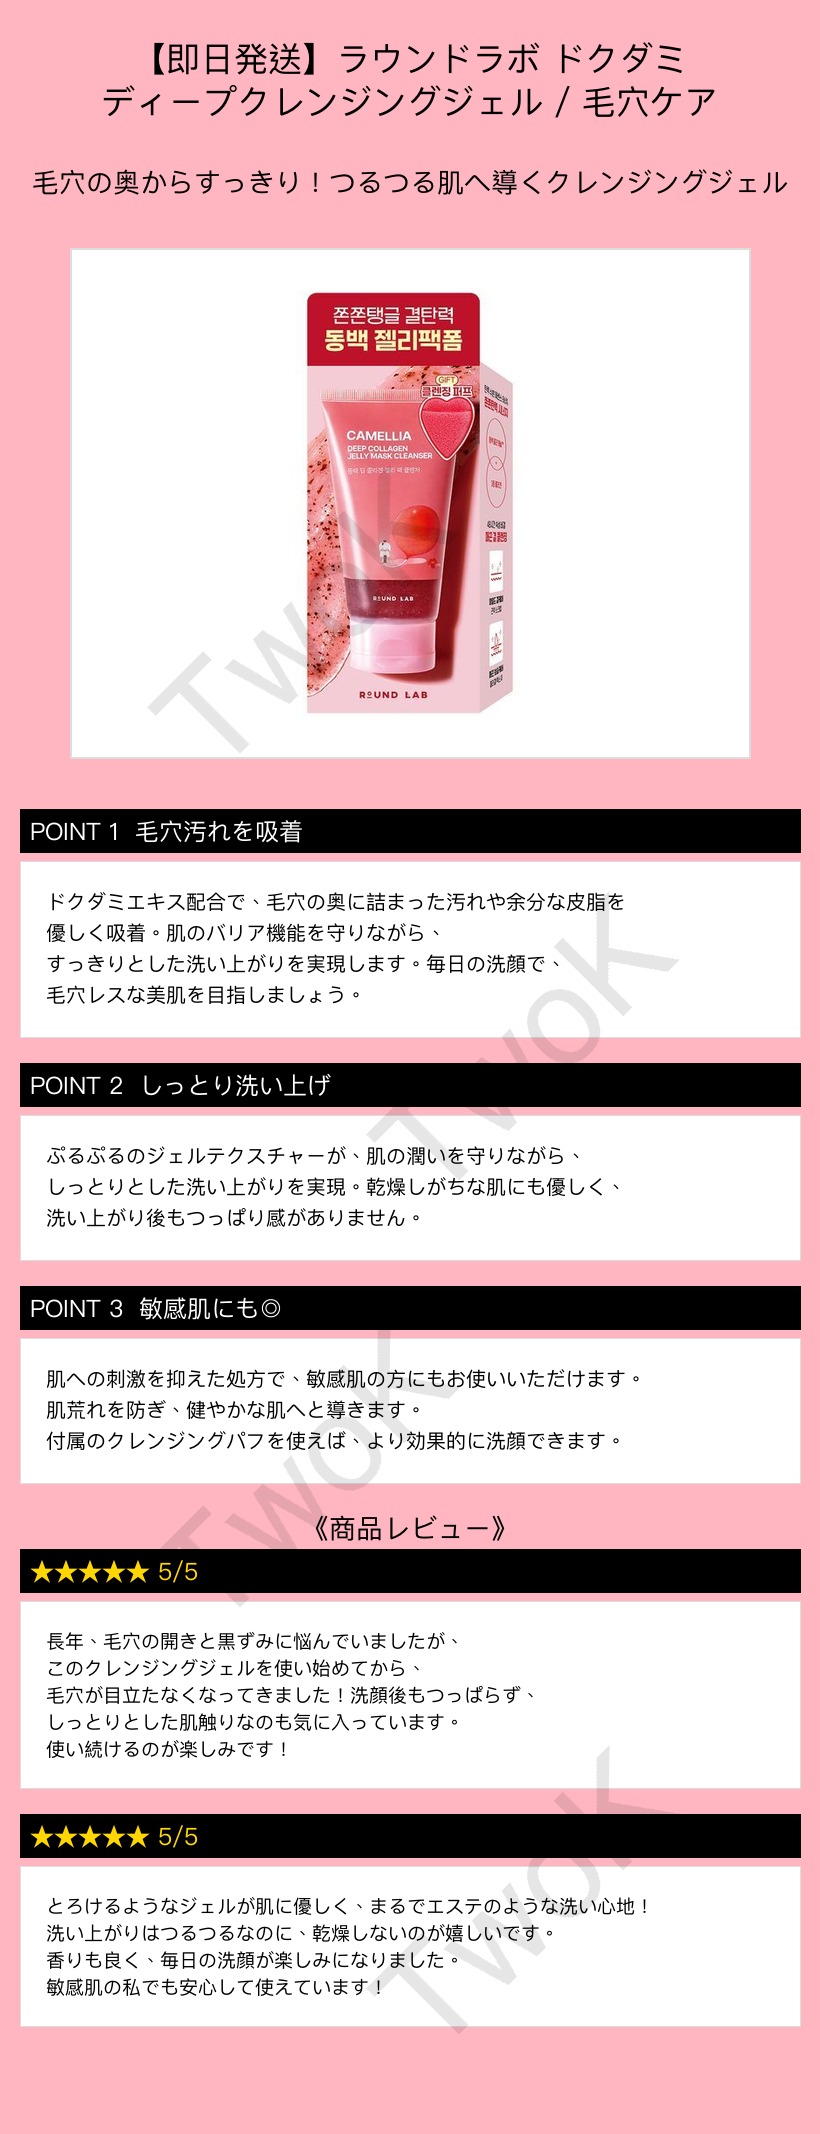 【即日発送】ラウンドラボ ドクダミ
ディープクレンジングジェル / 毛穴ケア
毛穴の奥からすっきり！つるつる肌へ導くクレンジングジェル
쫀쫀탱글 결탄력
동백 젤리팩폼
GIFT
클렌징 퍼프
CAMELLIA
DEEP COLLAGEN
JELLY MASK CLEANSER
동백 딥 콜라겐 젤리 팩 클렌저
ROUND LAB
ROUND LAB
TwoK
POINT 1 毛穴汚れを吸着
ドクダミエキス配合で、毛穴の奥に詰まった汚れや余分な皮脂を
優しく吸着。肌のバリア機能を守りながら、
すっきりとした洗い上がりを実現します。毎日の洗顔で、
毛穴レスな美肌を目指しましょう。
TwoK
POINT 2 しっとり洗い上げ
ぷるぷるのジェルテクスチャーが、肌の潤いを守りながら、
しっとりとした洗い上がりを実現。乾燥しがちな肌にも優しく、
洗い上がり後もつっぱり感がありません。
POINT 3 敏感肌にも◎
肌への刺激を抑えた処方で、敏感肌の方にもお使いいただけます。
肌荒れを防ぎ、健やかな肌へと導きます。
付属のクレンジングパフを使えば、より効果的に洗顔できます。
TwoK
《商品レビュー》
★★★★★ 5/5
長年、毛穴の開きと黒ずみに悩んでいましたが、
このクレンジングジェルを使い始めてから、
毛穴が目立たなくなってきました！洗顔後もつっぱらず、
しっとりとした肌触りなのも気に入っています。
使い続けるのが楽しみです！
★★★★★ 5/5
とろけるようなジェルが肌に優しく、まるでエステのような洗い心地！
洗い上がりはつるつるなのに、乾燥しないのが嬉しいです。
香りも良く、毎日の洗顔が楽しみになりました。
敏感肌の私でも安心して使えています！
TwoK